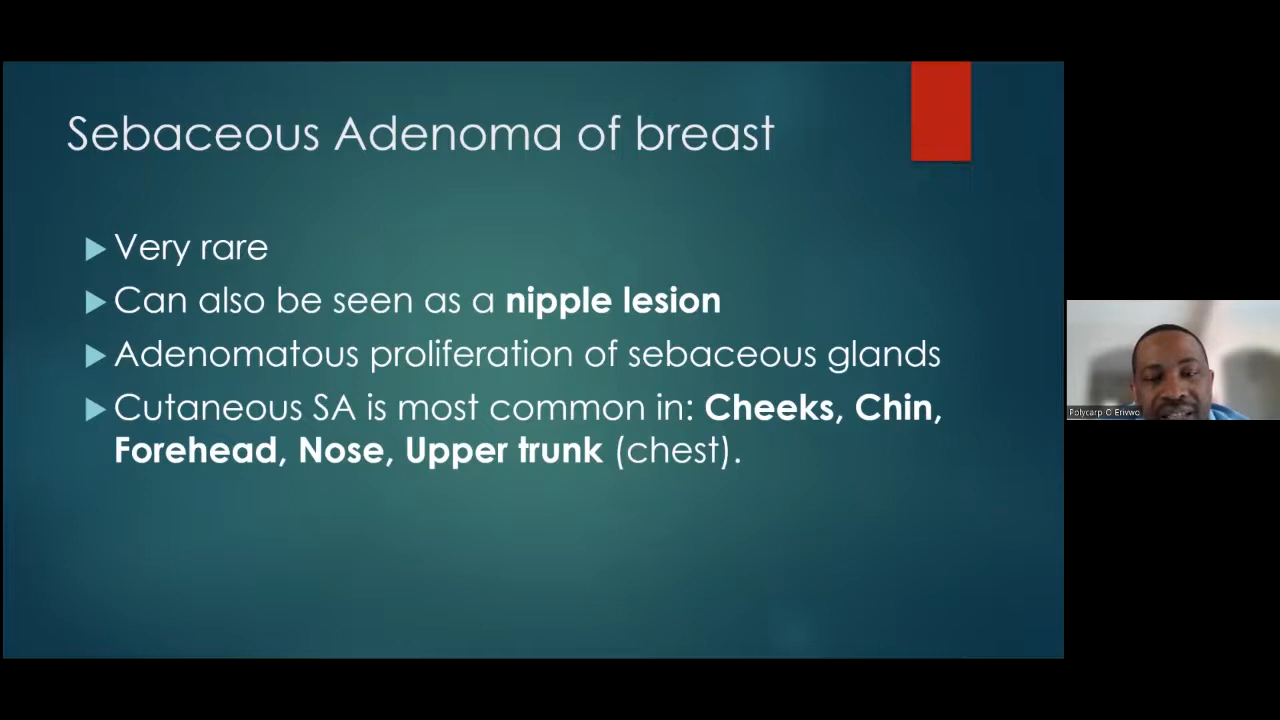 Sebaceous Adenoma of breast
Very rare
Can also be seen as a nipple lesion
Adenomatous proliferation of sebaceous glands
Cutaneous SA is most common in: Cheeks, Chin,
Forehead, Nose, Upper trunk (chest).
Polycarp O Erivwo